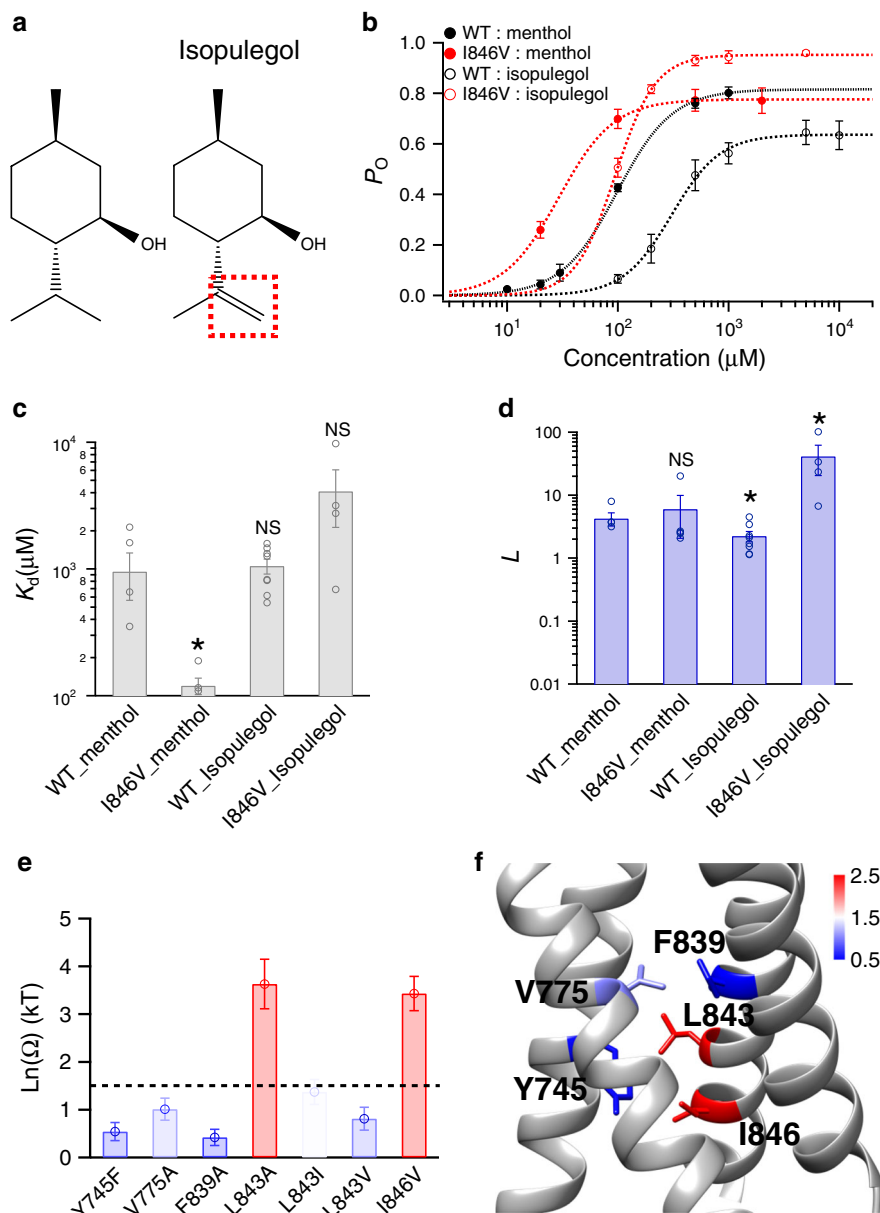 a
Isopulegol
OH
OH
b
WT : menthol
I846V : menthol
WT : isopulegol
I846V : isopulegol
1.0
0.8
0.6
0.4
0.2
0.0
PO
10¹
10²
10³
10⁴
Concentration (μM)
c
NS
NS
*
10⁴
8
6
4
2
10³
8
6
4
2
10²
Kd(μM)
WT_menthol
I846V_menthol
WT_Isopulegol
I846V_Isopulegol
d
*
NS
*
100
10
1
0.1
0.01
L
WT_menthol
I846V_menthol
WT_Isopulegol
I846V_Isopulegol
e
5
4
3
2
1
0
Ln(Ω) (kT)
Y745F
V775A
F839A
L843A
L843I
L843V
I846V
f
2.5
1.5
0.5
F839
V775
L843
Y745
I846